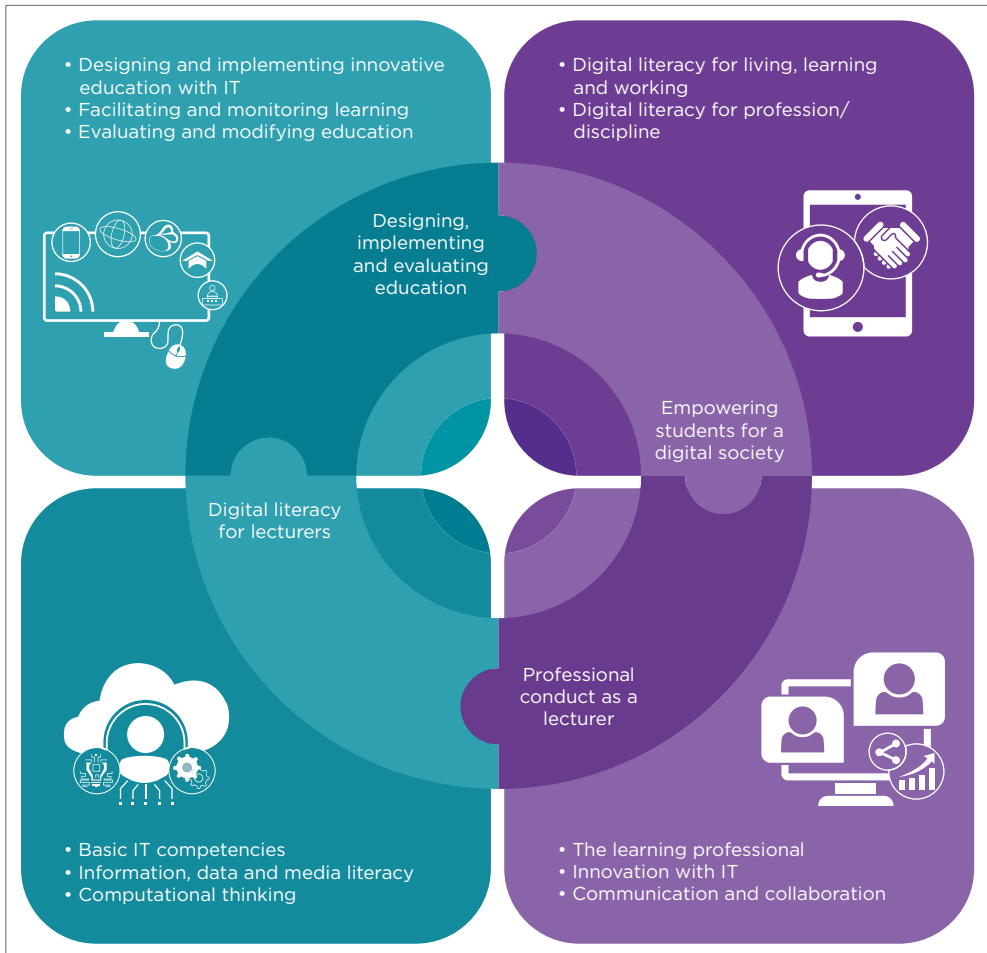 • Designing and implementing innovative
education with IT
• Facilitating and monitoring learning
• Evaluating and modifying education
• Digital literacy for living, learning
and working
• Digital literacy for profession/
discipline
Designing,
implementing
and evaluating
education
Empowering
students for a
digital society
Digital literacy
for lecturers
Professional
conduct as a
lecturer
• Basic IT competencies
• Information, data and media literacy
• Computational thinking
• The learning professional
• Innovation with IT
• Communication and collaboration